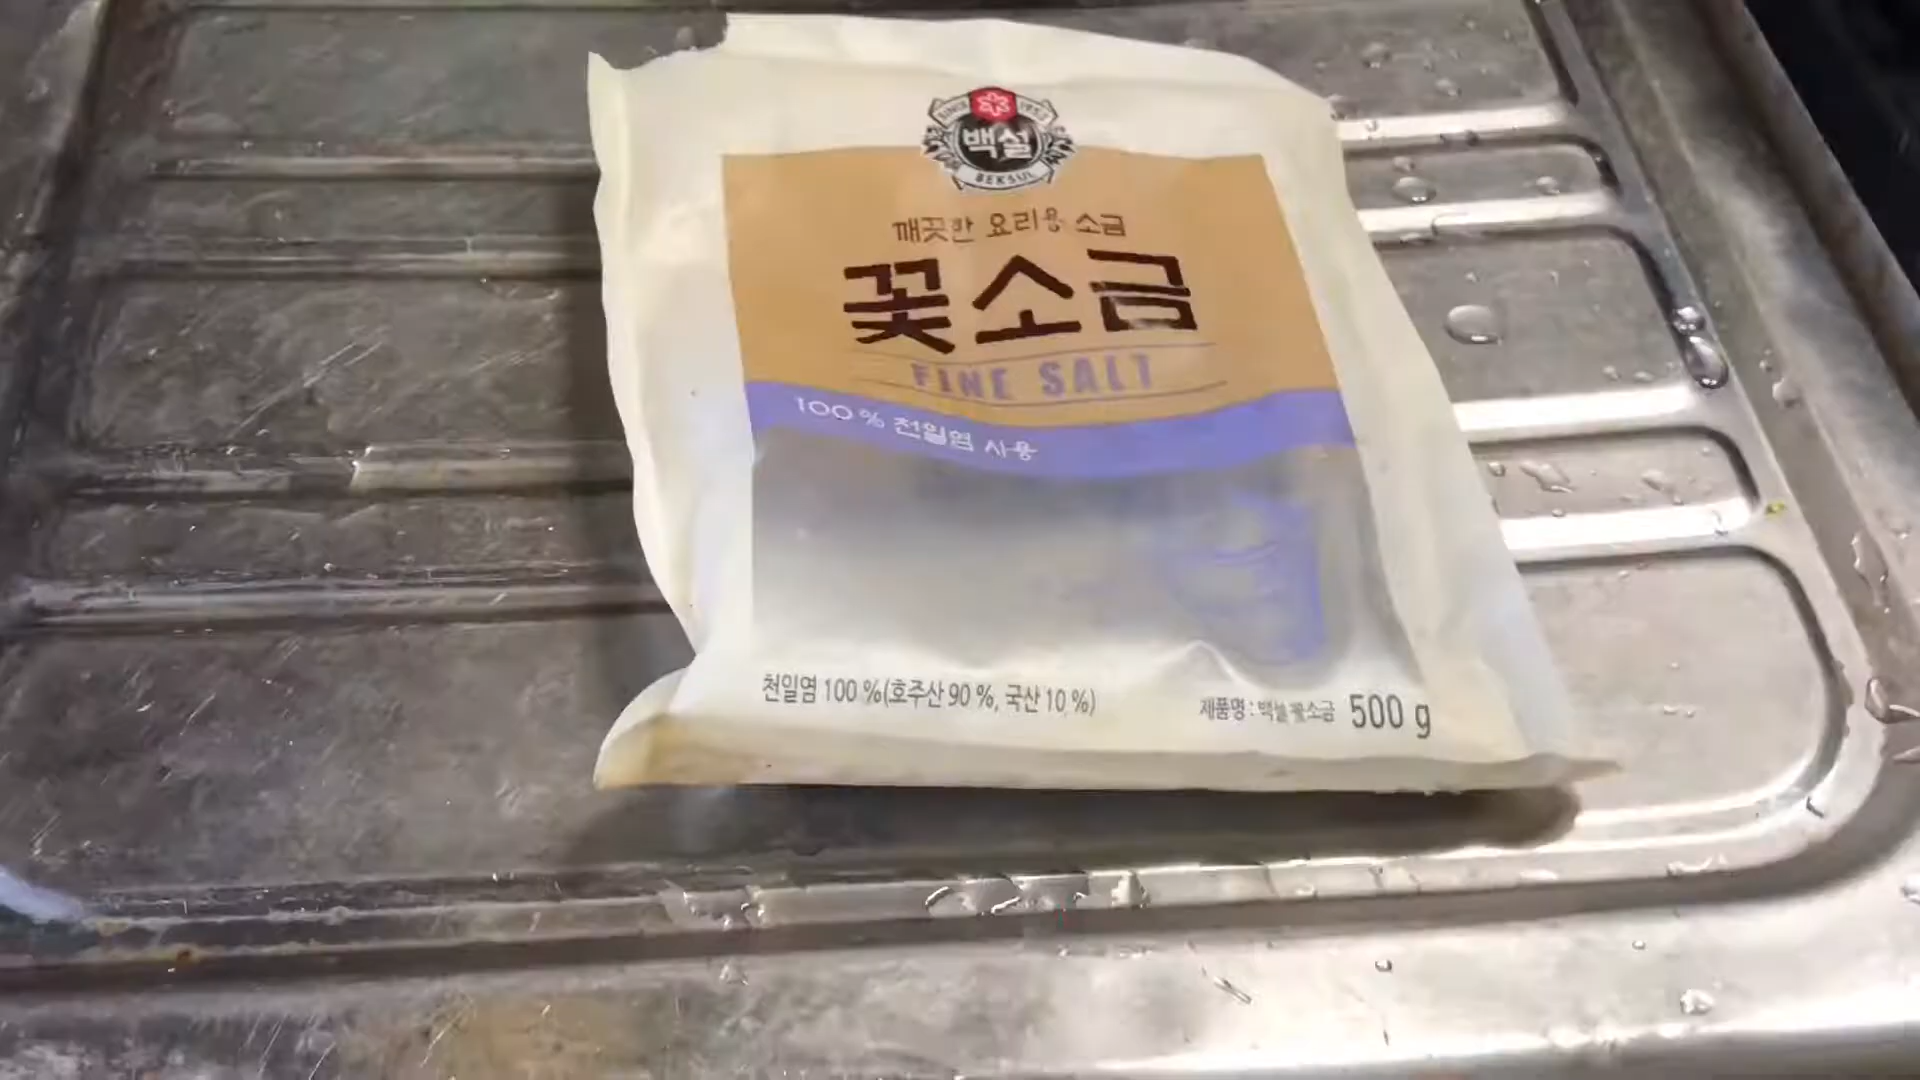 백설
BEKSUL
깨끗한 요리용 소금
꽃소금
FINE SALT
100% 천일염 사용
천일염 100 %(호주산 90 %, 국산 10 %)
제품명 : 백설 꽃소금 500 g